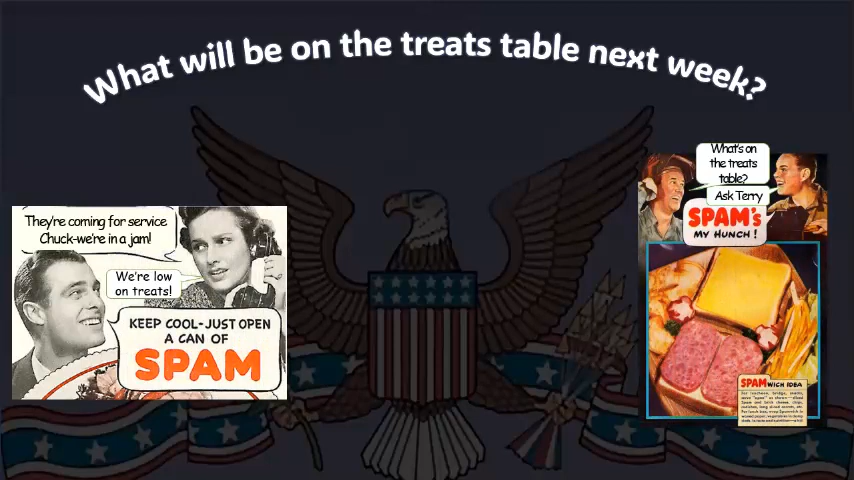 What will be on the treats table next week?
They're coming for service
Chuck-we're in a jam!
We're low
on treats!
KEEP COOL-JUST OPEN
A CAN OF
SPAM
What's on
the treats
table?
Ask Terry
SPAM's
MY HUNCH!
SPAMWICH IDEA